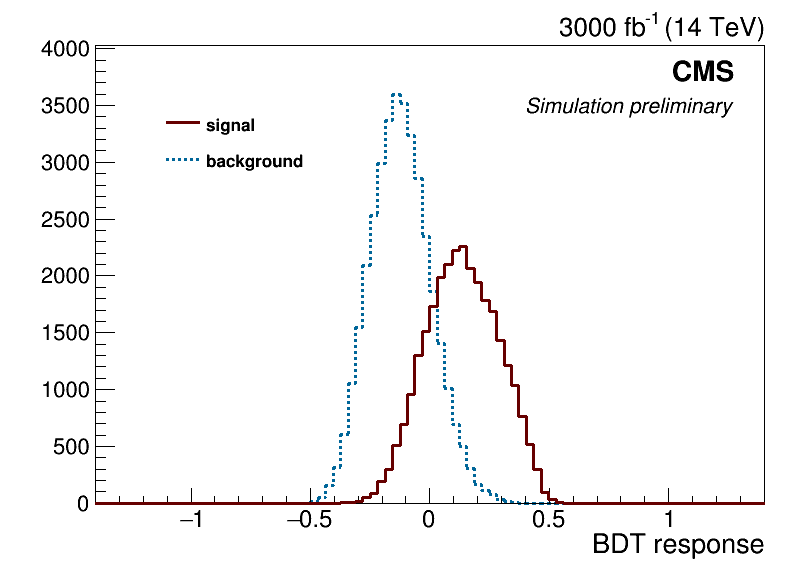 3000 fb-1 (14 TeV)
CMS
Simulation preliminary
signal
background
4000
3500
3000
2500
2000
1500
1000
500
0
−1
−0.5
0
0.5
1
BDT response